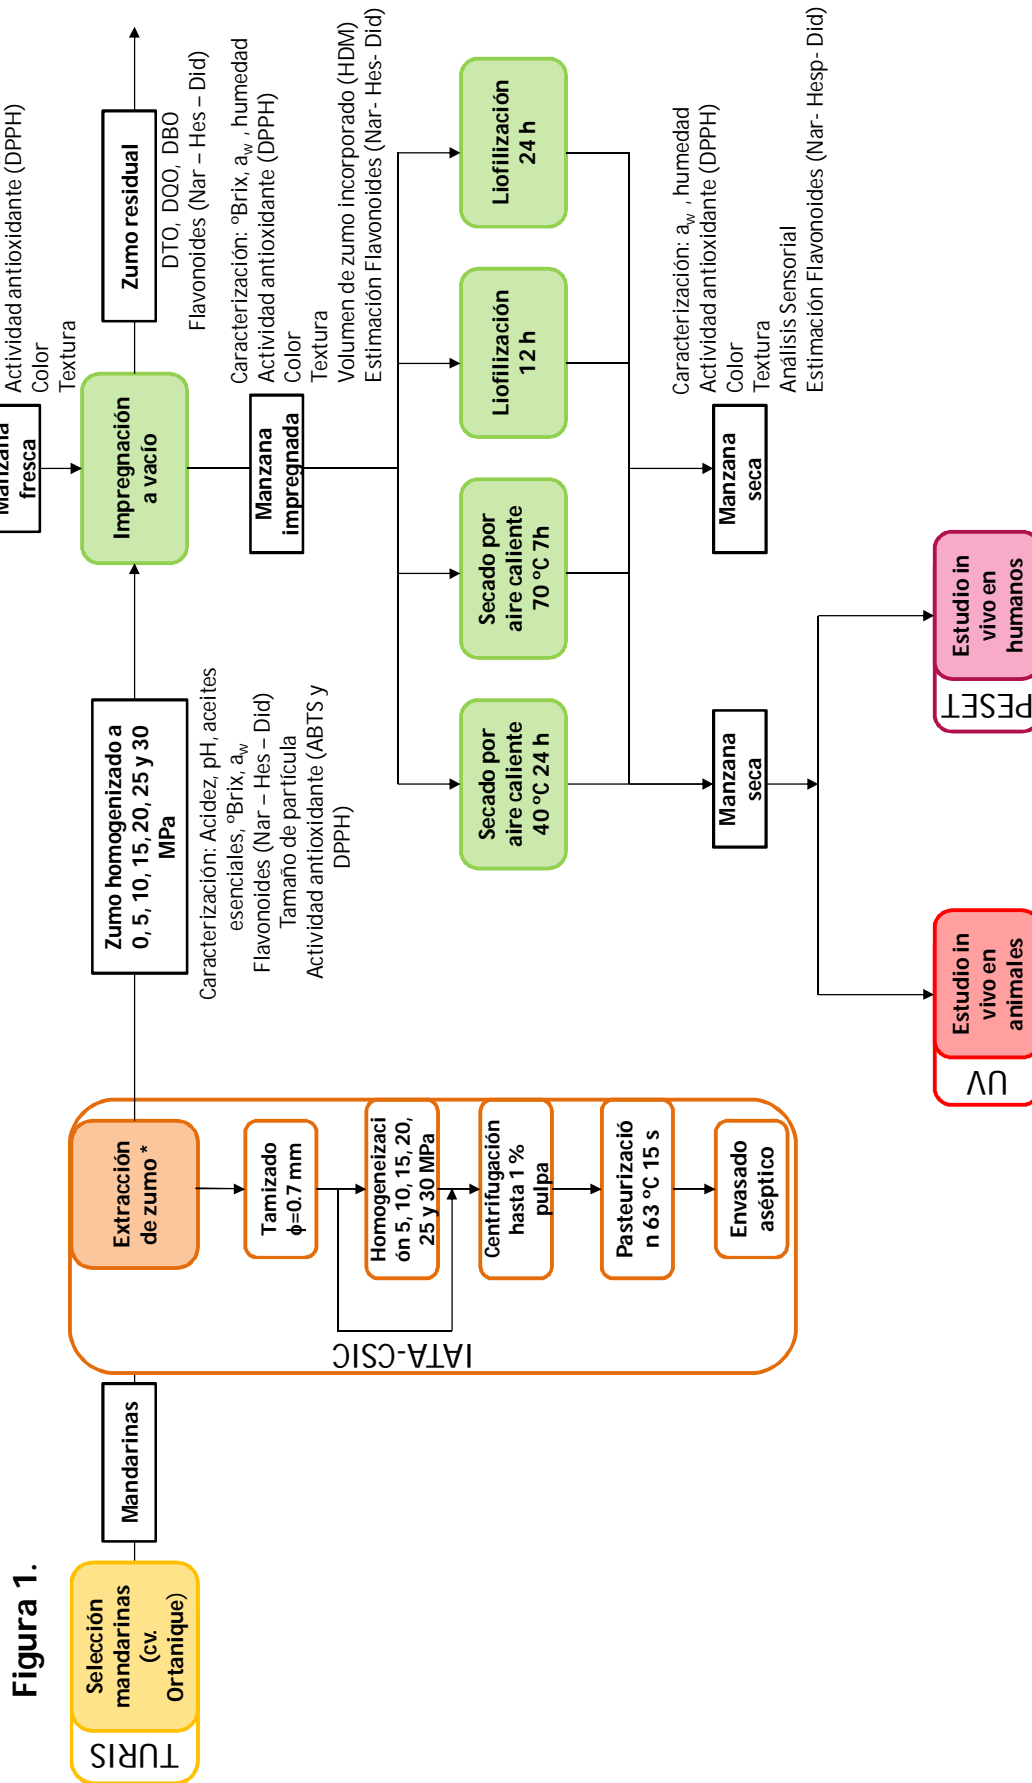 Figura 1.
TURIS
Selección
mandarinas
(cv.
Ortanique)
Mandarinas
IATA-CSIC
Extracción
de zumo *
Tamizado
ϕ=0.7 mm
Homogeneizaci
ón 5, 10, 15, 20,
25 y 30 MPa
Centrifugación
hasta 1 %
pulpa
Pasteurizació
n 63 ºC 15 s
Envasado
aséptico
Zumo homogenizado a
0, 5, 10, 15, 20, 25 y 30
MPa
Caracterización: Acidez, pH, aceites
esenciales, ºBrix, aw
Flavonoides (Nar – Hes – Did)
Tamaño de partícula
Actividad antioxidante (ABTS y
DPPH)
fresca
Actividad antioxidante (DPPH)
Color
Textura
Impregnación
a vacío
Zumo residual
DTO, DQO, DBO
Flavonoides (Nar – Hes – Did)
Manzana
impregnada
Caracterización: ºBrix, aw , humedad
Actividad antioxidante (DPPH)
Color
Textura
Volumen de zumo incorporado (HDM)
Estimación Flavonoides (Nar- Hes- Did)
Secado por
aire caliente
40 ºC 24 h
Secado por
aire caliente
70 ºC 7h
Liofilización
12 h
Liofilización
24 h
Manzana
seca
Manzana
seca
Caracterización: aw , humedad
Actividad antioxidante (DPPH)
Color
Textura
Análisis Sensorial
Estimación Flavonoides (Nar- Hesp- Did)
UV
Estudio in
vivo en
animales
PESET
Estudio in
vivo en
humanos